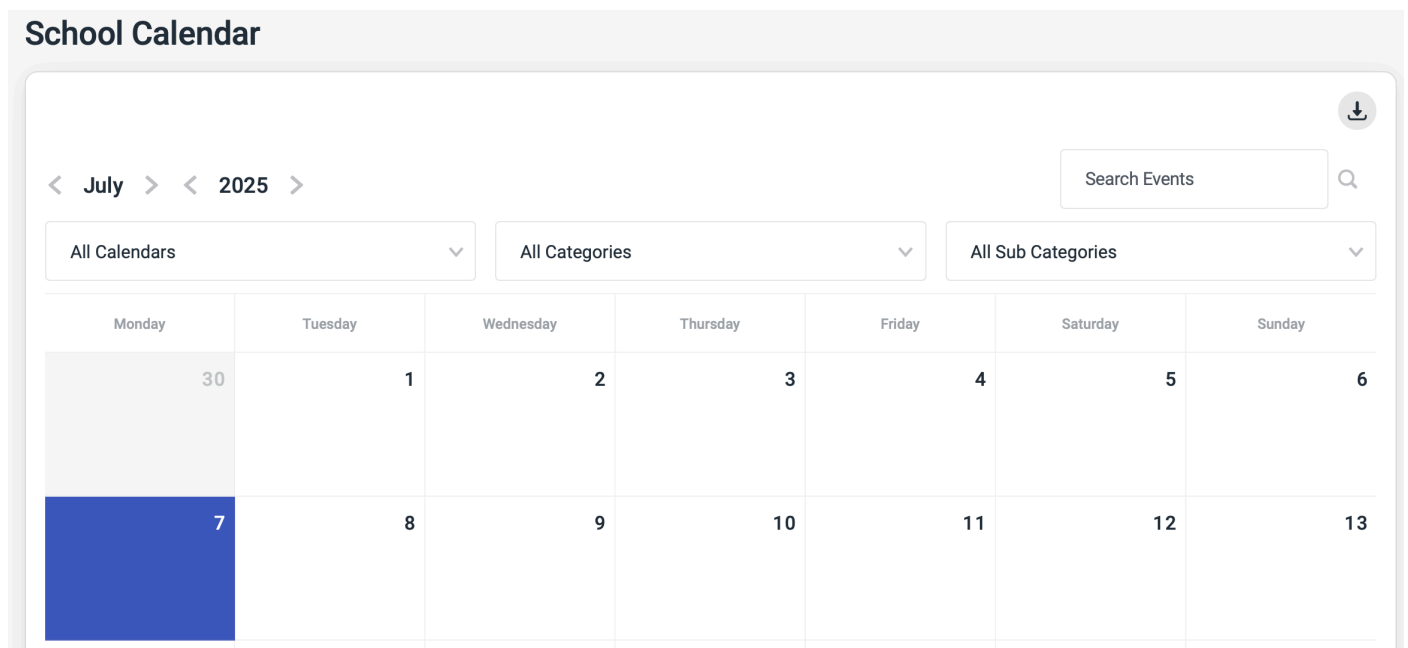 School Calendar
July 2025
Search Events
All Calendars All Categories All Sub Categories
Monday Tuesday Wednesday Thursday Friday Saturday Sunday
30 1 2 3 4 5 6
7 8 9 10 11 12 13